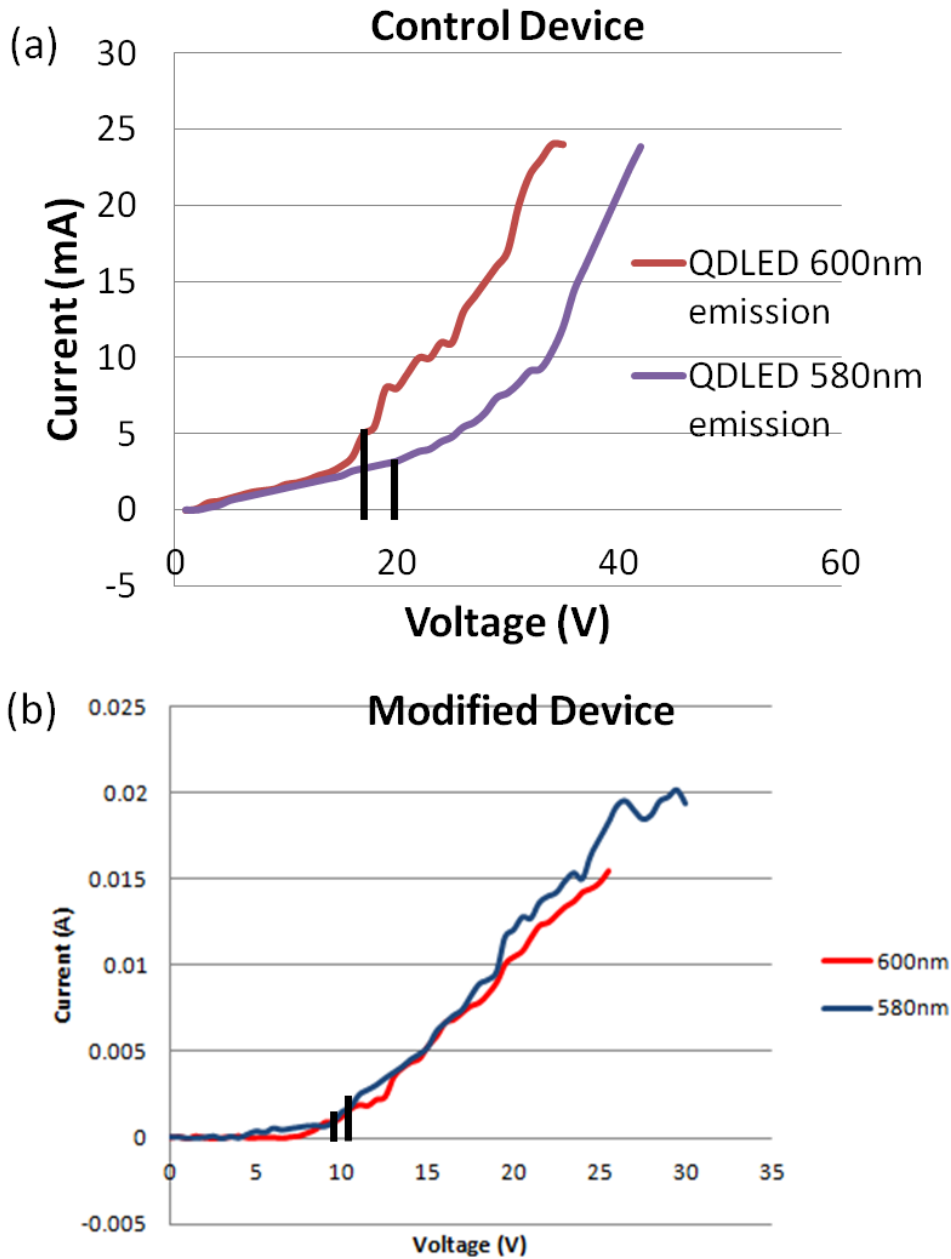 (a)
Control Device
30
25
20
15
10
5
0
-5
0 20 40 60
Current (mA)
Voltage (V)
QDLED 600nm
emission
QDLED 580nm
emission
(b)
Modified Device
0.025
0.02
0.015
0.01
0.005
0
-0.005
0 5 10 15 20 25 30 35
Current (A)
Voltage (V)
600nm
580nm